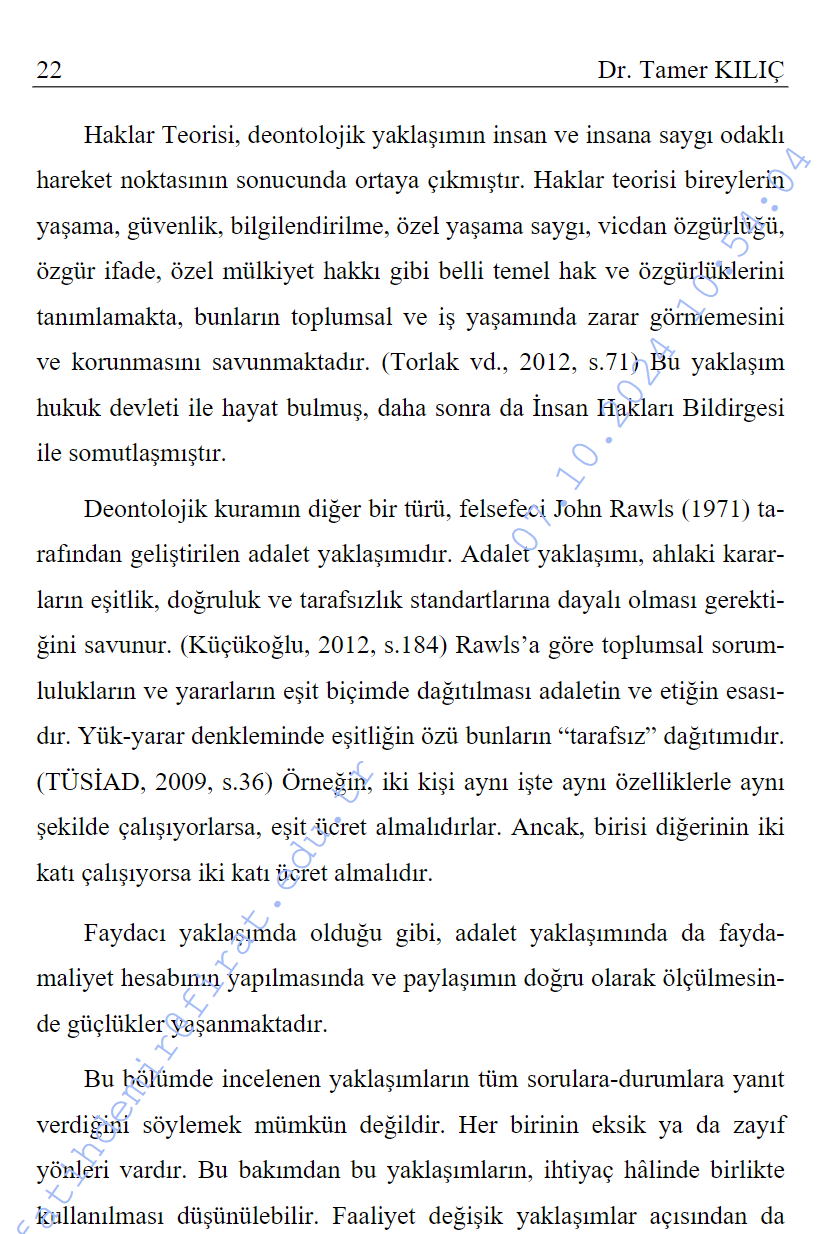 22 Dr. Tamer KILIÇ
Haklar Teorisi, deontolojik yaklaşımın insan ve insana saygı odaklı
hareket noktasının sonucunda ortaya çıkmıştır. Haklar teorisi bireylerin
yaşama, güvenlik, bilgilendirilme, özel yaşama saygı, vicdan özgürlüğü,
özgür ifade, özel mülkiyet hakkı gibi belli temel hak ve özgürlüklerini
tanımlamakta, bunların toplumsal ve iş yaşamında zarar görmemesini
ve korunmasını savunmaktadır. (Torlak vd., 2012, s.71) Bu yaklaşım
hukuk devleti ile hayat bulmuş, daha sonra da İnsan Hakları Bildirgesi
ile somutlaşmıştır.
Deontolojik kuramın diğer bir türü, felsefeci John Rawls (1971) ta-
rafından geliştirilen adalet yaklaşımıdır. Adalet yaklaşımı, ahlaki karar-
ların eşitlik, doğruluk ve tarafsızlık standartlarına dayalı olması gerekti-
ğini savunur. (Küçükoğlu, 2012, s.184) Rawls’a göre toplumsal sorum-
lulukların ve yararların eşit biçimde dağıtılması adaletin ve etiğin esası-
dır. Yük-yarar denkleminde eşitliğin özü bunların “tarafsız” dağıtımıdır.
(TÜSİAD, 2009, s.36) Örneğin, iki kişi aynı işte aynı özelliklerle aynı
şekilde çalışıyorlarsa, eşit ücret almalıdırlar. Ancak, birisi diğerinin iki
katı çalışıyorsa iki katı ücret almalıdır.
Faydacı yaklaşımda olduğu gibi, adalet yaklaşımında da fayda-
maliyet hesabının yapılmasında ve paylaşımın doğru olarak ölçülmesin-
de güçlükler yaşanmaktadır.
Bu bölümde incelenen yaklaşımların tüm sorulara-durumlara yanıt
verdiğini söylemek mümkün değildir. Her birinin eksik ya da zayıf
yönleri vardır. Bu bakımdan bu yaklaşımların, ihtiyaç hâlinde birlikte
kullanılması düşünülebilir. Faaliyet değişik yaklaşımlar açısından da
fatihdemir@firat.edu.tr 07.10.2024 10:54:04